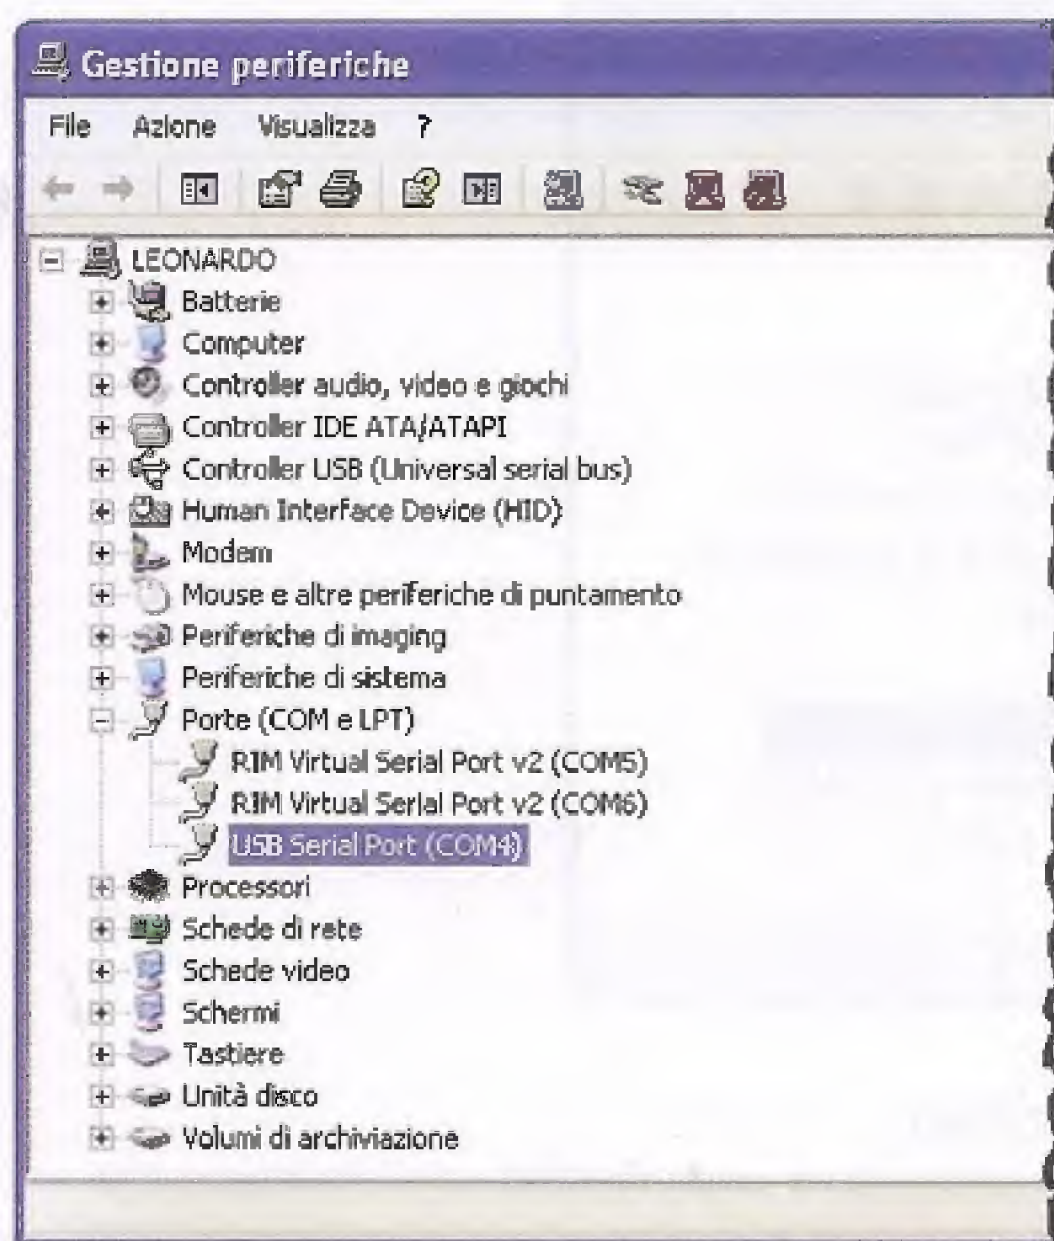 Gestione periferiche
File Azione Visualizza ?
LEONARDO
Batterie
Computer
Controller audio, video e giochi
Controller IDE ATA/ATAPI
Controller USB (Universal serial bus)
Human Interface Device (HID)
Modem
Mouse e altre periferiche di puntamento
Periferiche di imaging
Periferiche di sistema
Porte (COM e LPT)
RIM Virtual Serial Port v2 (COM5)
RIM Virtual Serial Port v2 (COM6)
USB Serial Port (COM4)
Processori
Schede di rete
Schede video
Schermi
Tastiere
Unità disco
Volumi di archiviazione